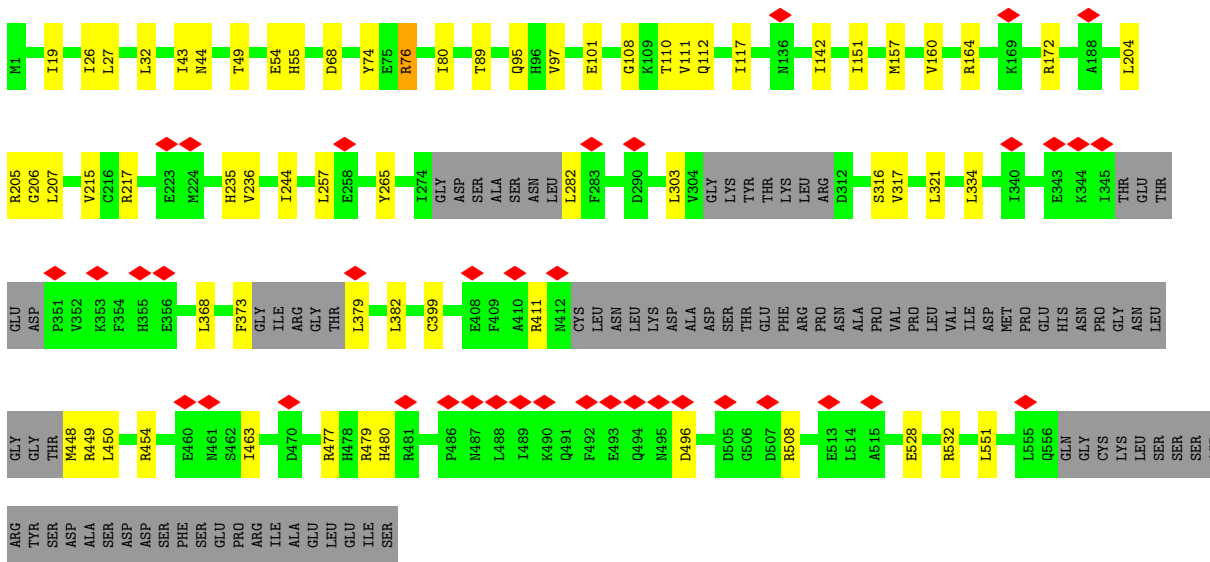 M1 I19 I26 L27 L32 I43 N44 T49 E54 H55 D68 Y74 E75 R76 I80 T89 Q95 H96 V97 E101 G108 K109 T110 V111 Q112 I117 N136 I142 I151 M157 V160 R164 K169 R172 A188 L204
R205 G206 L207 V215 C216 R217 E223 M224 H235 V236 I244 L257 E258 Y265 I274 GLY ASP SER ALA SER ASN LEU L282 F283 D290 L303 V304 GLY LYS TYR THR LYS LEU ARG D312 S316 V317 L321 L334 I340 E343 K344 I345 THR GLU THR
GLU ASP P351 V352 K353 F354 H355 E356 L368 F373 GLY ILE ARG GLY THR L379 L382 C399 E408 F409 A410 R411 N412 CYS LEU ASN LEU LYS ASP ALA ASP SER THR GLU PHE ARG PRO ASN ALA PRO VAL PRO LEU VAL ILE ASP MET PRO GLU HIS ASN PRO GLY ASN LEU
GLY GLY THR M448 R449 L450 R454 E460 N461 S462 I463 D470 R477 H478 R479 H480 R481 P486 N487 L488 I489 K490 Q491 F492 E493 Q494 N495 D496 D505 G506 D507 R508 E513 L514 A515 E528 R532 L551 L555 Q556 GLN GLY CYS LYS LEU SER SER SER
ARG TYR SER ASP ALA SER ASP ASP SER PHE SER GLU PRO ARG ILE ALA GLU LEU GLU ILE SER